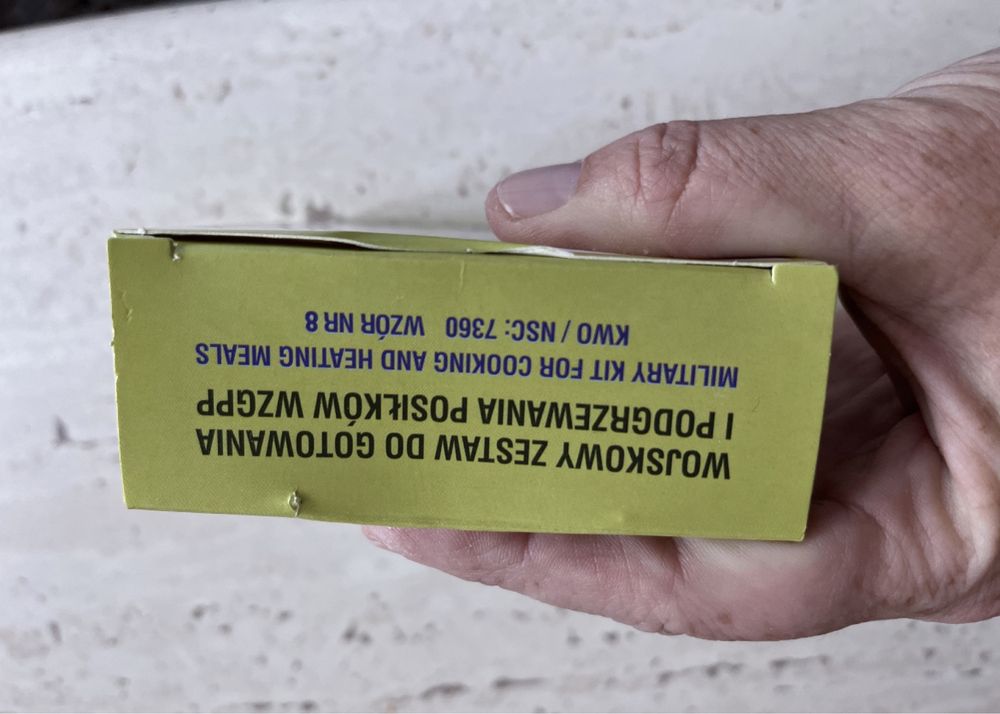 WOJSKOWY ZESTAW DO GOTOWANIA
I PODGRZEWANIA POSIŁKÓW WZGPP
MILITARY KIT FOR COOKING AND HEATING MEALS
KWO / NSC: 7360 WZÓR NR 8